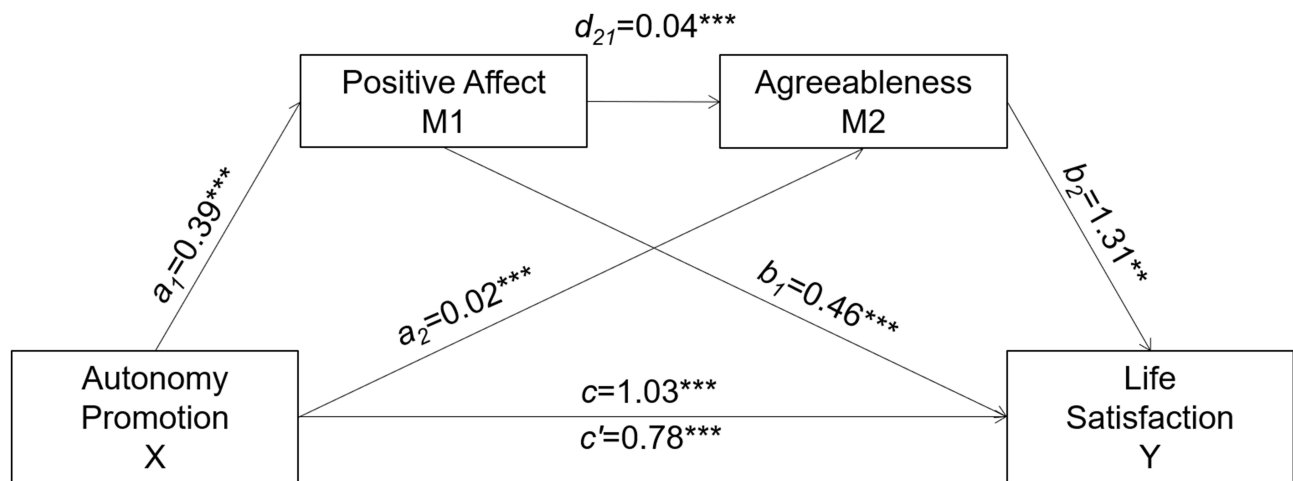 d21=0.04***
Positive Affect
M1
Agreeableness
M2
a1=0.39***
a2=0.02***
b1=0.46***
b2=1.31**
Autonomy
Promotion
X
c=1.03***
c'=0.78***
Life
Satisfaction
Y